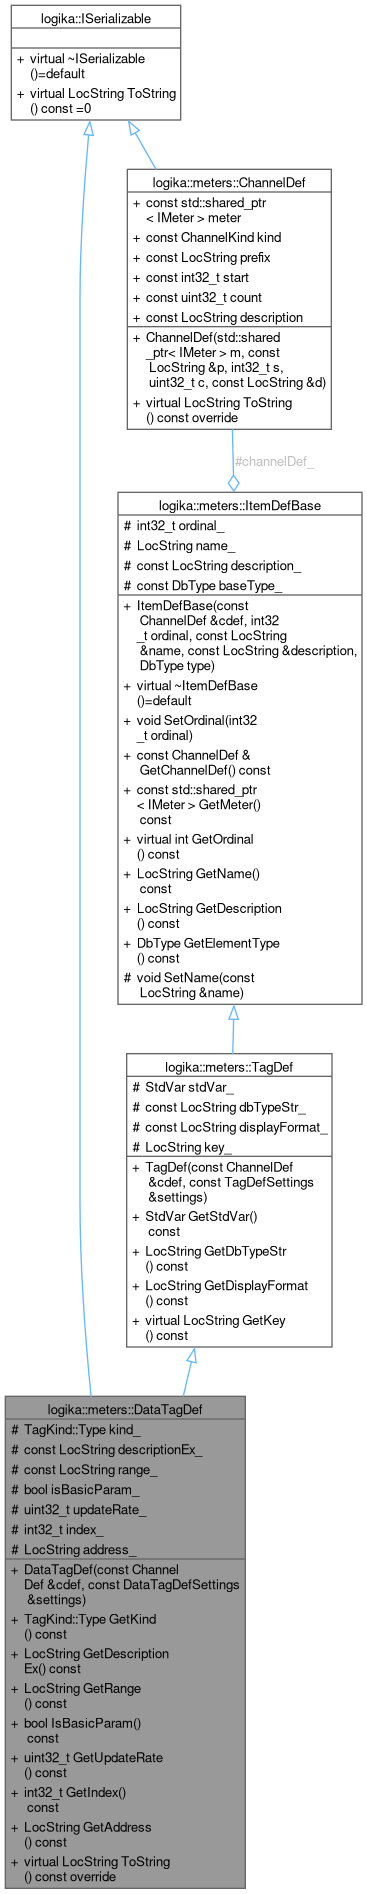 logika::ISerializable
+ virtual ~ISerializable
()=default
+ virtual LocString ToString
() const =0
logika::meters::ChannelDef
+ const std::shared_ptr
< IMeter > meter
+ const ChannelKind kind
+ const LocString prefix
+ const int32_t start
+ const uint32_t count
+ const LocString description
+ ChannelDef(std::shared
_ptr< IMeter > m, const
LocString &p, int32_t s,
uint32_t c, const LocString &d)
+ virtual LocString ToString
() const override
#channelDef_
logika::meters::ItemDefBase
# int32_t ordinal_
# LocString name_
# const LocString description_
# const DbType baseType_
+ ItemDefBase(const
ChannelDef &cdef, int32
_t ordinal, const LocString
&name, const LocString &description,
DbType type)
+ virtual ~ItemDefBase
()=default
+ void SetOrdinal(int32
_t ordinal)
+ const ChannelDef &
GetChannelDef() const
+ const std::shared_ptr
< IMeter > GetMeter()
const
+ virtual int GetOrdinal
() const
+ LocString GetName()
const
+ LocString GetDescription
() const
+ DbType GetElementType
() const
# void SetName(const
LocString &name)
logika::meters::TagDef
# StdVar stdVar_
# const LocString dbTypeStr_
# const LocString displayFormat_
# LocString key_
+ TagDef(const ChannelDef
&cdef, const TagDefSettings
&settings)
+ StdVar GetStdVar()
const
+ LocString GetDbTypeStr
() const
+ LocString GetDisplayFormat
() const
+ virtual LocString GetKey
() const
logika::meters::DataTagDef
# TagKind::Type kind_
# const LocString descriptionEx_
# const LocString range_
# bool isBasicParam_
# uint32_t updateRate_
# int32_t index_
# LocString address_
+ DataTagDef(const Channel
Def &cdef, const DataTagDefSettings
&settings)
+ TagKind::Type GetKind
() const
+ LocString GetDescription
Ex() const
+ LocString GetRange
() const
+ bool IsBasicParam()
const
+ uint32_t GetUpdateRate
() const
+ int32_t GetIndex()
const
+ LocString GetAddress
() const
+ virtual LocString ToString
() const override